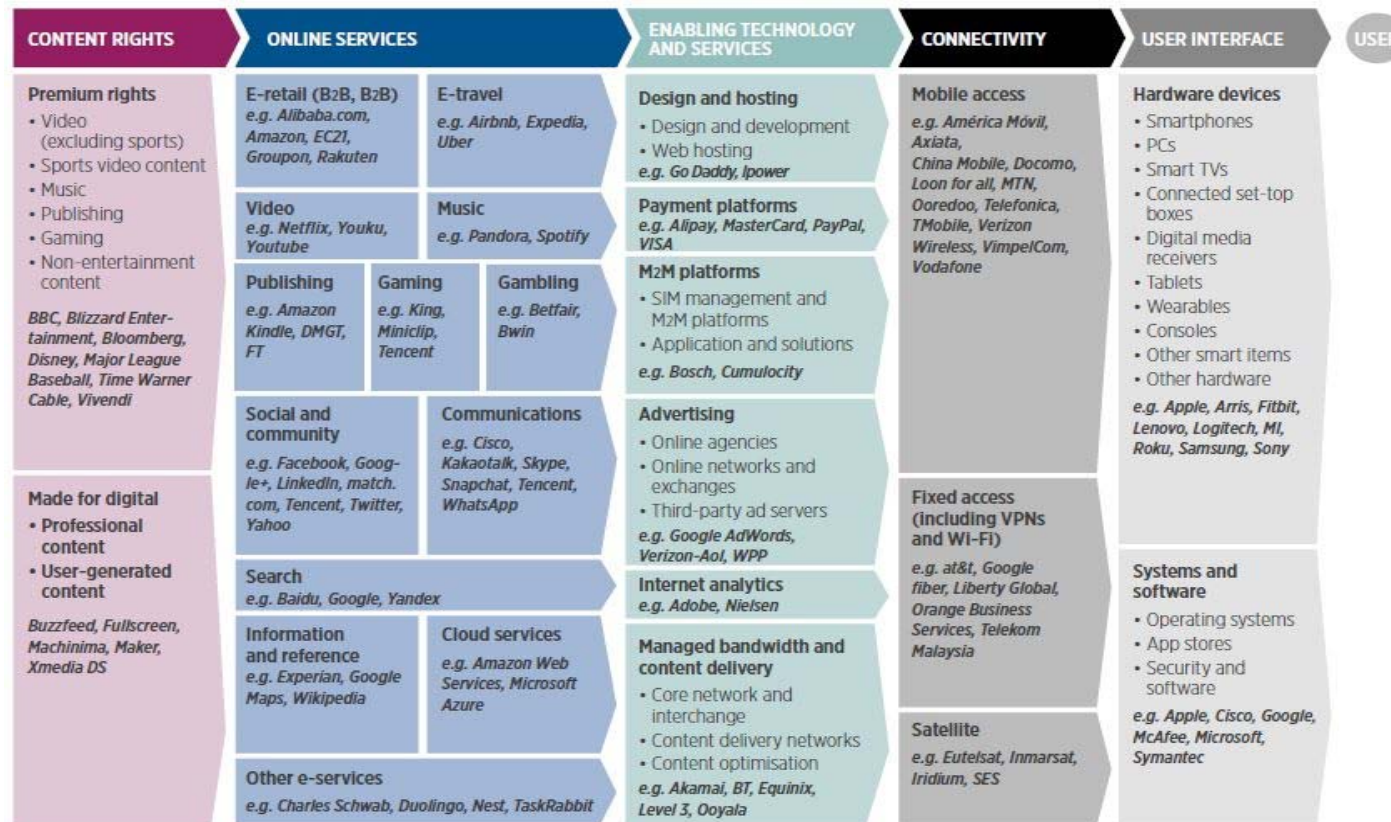 CONTENT RIGHTS
Premium rights
• Video
(excluding sports)
• Sports video content
• Music
• Publishing
• Gaming
• Non-entertainment
content
BBC, Blizzard Enter-
tainment, Bloomberg,
Disney, Major League
Baseball, Time Warner
Cable, Vivendi
Made for digital
• Professional
content
• User-generated
content
Buzzfeed, Fullscreen,
Machinima, Maker,
Xmedia DS
ONLINE SERVICES
E-retail (B2B, B2B)
e.g. Alibaba.com,
Amazon, EC21,
Groupon, Rakuten
E-travel
e.g. Airbnb, Expedia,
Uber
Video
e.g. Netflix, Youku,
Youtube
Music
e.g. Pandora, Spotify
Publishing
e.g. Amazon
Kindle, DMGT,
FT
Gaming
e.g. King,
Miniclip,
Tencent
Gambling
e.g. Betfair,
Bwin
Social and
community
e.g. Facebook, Goog-
le+, LinkedIn, match.
com, Tencent, Twitter,
Yahoo
Communications
e.g. Cisco,
Kakaotalk, Skype,
Snapchat, Tencent,
WhatsApp
Search
e.g. Baidu, Google, Yandex
Information
and reference
e.g. Experian, Google
Maps, Wikipedia
Cloud services
e.g. Amazon Web
Services, Microsoft
Azure
Other e-services
e.g. Charles Schwab, Duolingo, Nest, TaskRabbit
ENABLING TECHNOLOGY
AND SERVICES
Design and hosting
• Design and development
• Web hosting
e.g. Go Daddy, Ipower
Payment platforms
e.g. Alipay, MasterCard, PayPal,
VISA
M2M platforms
• SIM management and
M2M platforms
• Application and solutions
e.g. Bosch, Cumulocity
Advertising
• Online agencies
• Online networks and
exchanges
• Third-party ad servers
e.g. Google AdWords,
Verizon-Aol, WPP
Internet analytics
e.g. Adobe, Nielsen
Managed bandwidth and
content delivery
• Core network and
interchange
• Content delivery networks
• Content optimisation
e.g. Akamai, BT, Equinix,
Level 3, Ooyala
CONNECTIVITY
Mobile access
e.g. América Móvil,
Axiata,
China Mobile, Docomo,
Loon for all, MTN,
Ooredoo, Telefonica,
TMobile, Verizon
Wireless, VimpelCom,
Vodafone
Fixed access
(including VPNs
and Wi-Fi)
e.g. at&t, Google
fiber, Liberty Global,
Orange Business
Services, Telekom
Malaysia
Satellite
e.g. Eutelsat, Inmarsat,
Iridium, SES
USER INTERFACE
Hardware devices
• Smartphones
• PCs
• Smart TVs
• Connected set-top
boxes
• Digital media
receivers
• Tablets
• Wearables
• Consoles
• Other smart items
• Other hardware
e.g. Apple, Arris, Fitbit,
Lenovo, Logitech, MI,
Roku, Samsung, Sony
Systems and
software
• Operating systems
• App stores
• Security and
software
e.g. Apple, Cisco, Google,
McAfee, Microsoft,
Symantec
USER